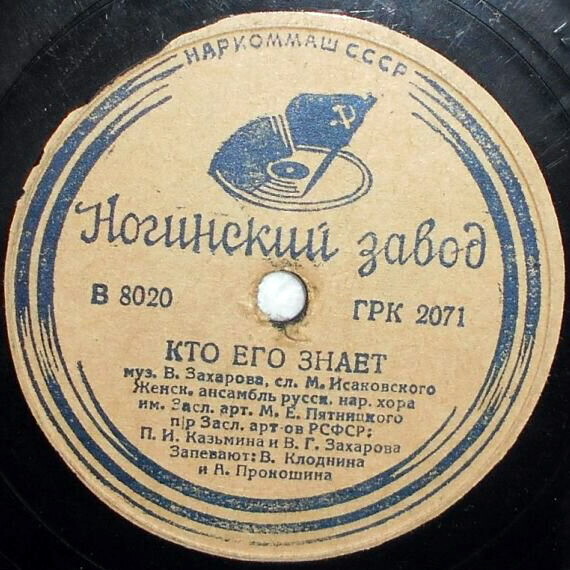 НАРКОММАШ СССР
Ногинский завод
В 8020
ГРК 2071
КТО ЕГО ЗНАЕТ
муз. В. Захарова, сл. М. Исаковского
Женск. ансамбль русск. нар. хора
им. Засл. арт. М. Е. Пятницкого
п/р Засл. арт-ов РСФСР:
П. И. Казьмина и В. Г. Захарова
Запевают: В. Клоднина
и А. Прокошина